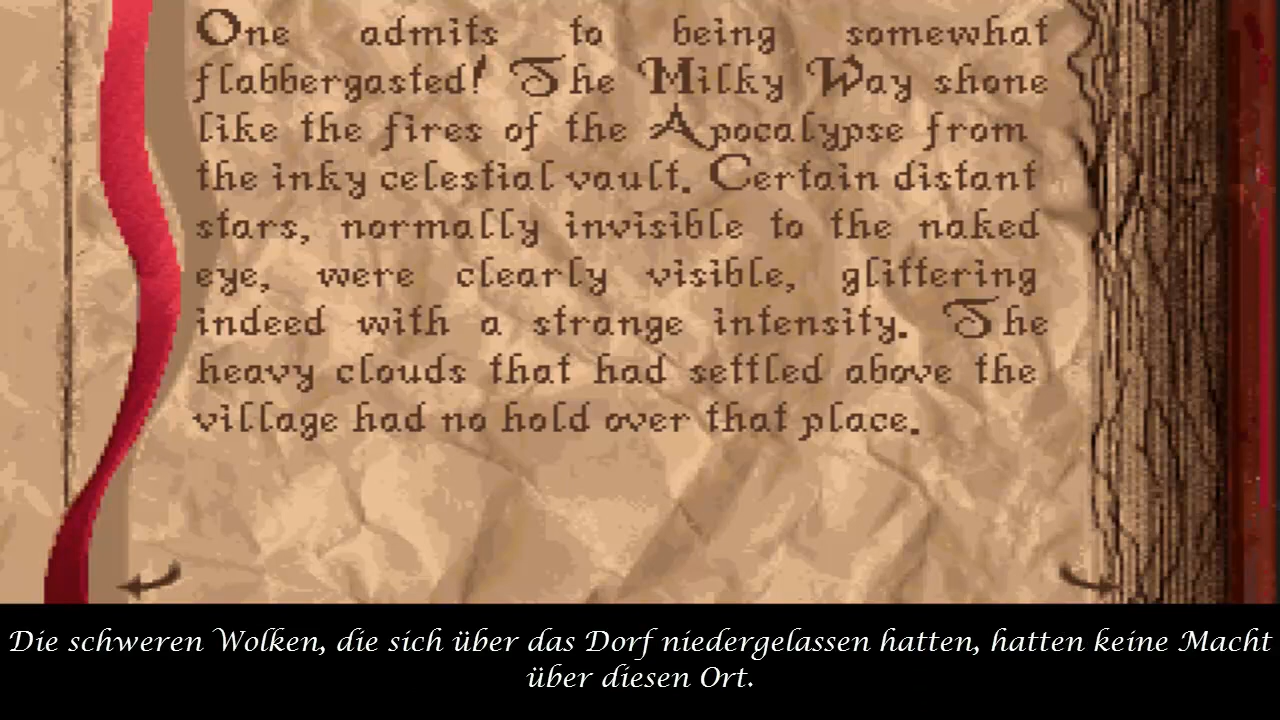 One admits to being somewhat
flabbergasted! The Milky Way shone
like the fires of the Apocalypse from
the inky celestial vault. Certain distant
stars, normally invisible to the naked
eye, were clearly visible, glittering
indeed with a strange intensity. The
heavy clouds that had settled above the
village had no hold over that place.
Die schweren Wolken, die sich über das Dorf niedergelassen hatten, hatten keine Macht
über diesen Ort.